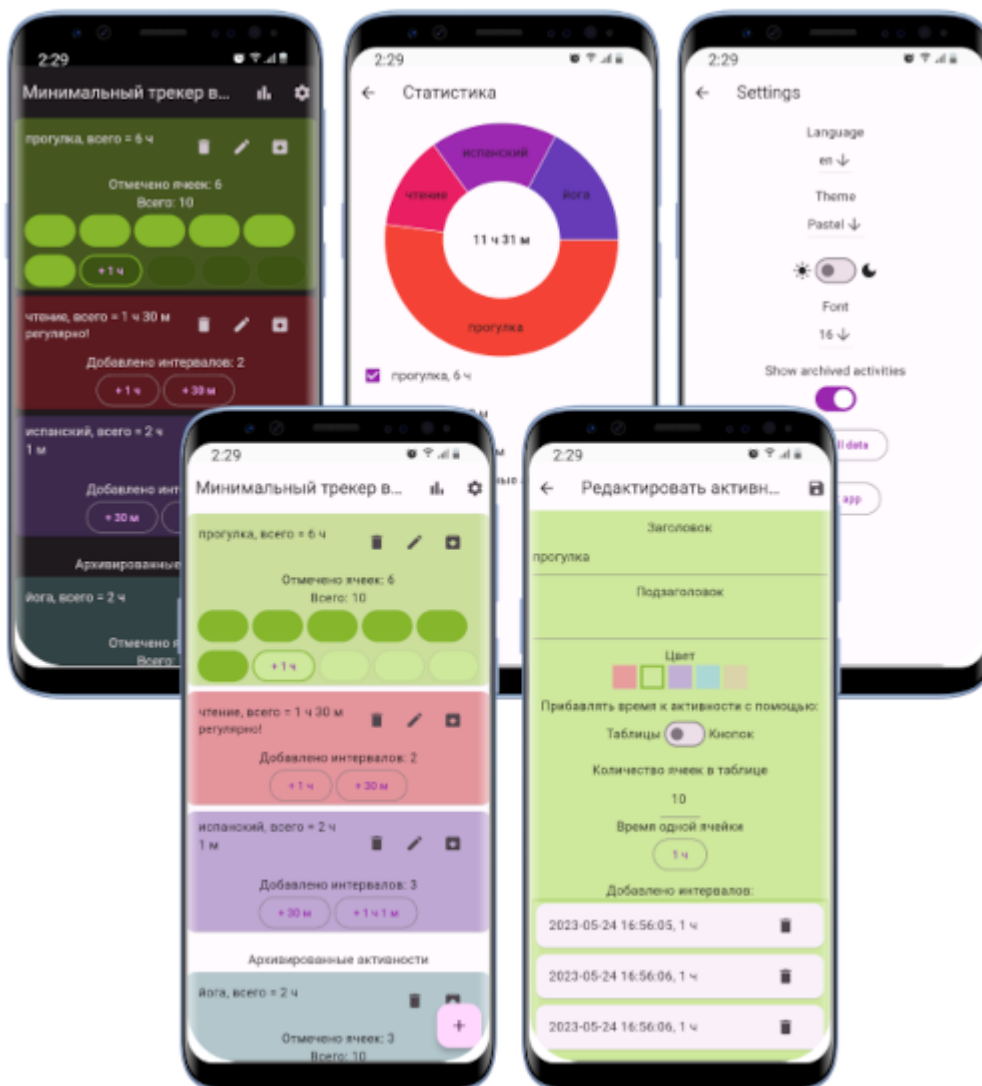 2:29
Минимальный трекер в...
прогулка, всего = 6 ч
Отмечено ячеек: 6
Всего: 10
+ 1 ч
чтение, всего = 1 ч 30 м
регулярно!
Добавлено интервалов: 2
+ 1 ч
+ 30 м
испанский, всего = 2 ч
1 м
Добавлено инт
+ 30 м
Архивированные
йога, всего = 2 ч
Отмечено я
Всего:
2:29
Статистика
испанский
чтение
йога
11 ч 31 м
прогулка
прогулка, 6 ч
2:29
Settings
Language
en
Theme
Pastel
Font
16
Show archived activities
ll data
app
2:29
Минимальный трекер в...
прогулка, всего = 6 ч
Отмечено ячеек: 6
Всего: 10
+ 1 ч
чтение, всего = 1 ч 30 м
регулярно!
Добавлено интервалов: 2
+ 1 ч
+ 30 м
испанский, всего = 2 ч
1 м
Добавлено интервалов: 3
+ 30 м
+ 1 ч 1 м
Архивированные активности
йога, всего = 2 ч
Отмечено ячеек: 3
Всего: 10
+
2:29
Редактировать активн...
Заголовок
прогулка
Подзаголовок
Цвет
Прибавлять время к активности с помощью:
Таблицы
Кнопок
Количество ячеек в таблице
10
Время одной ячейки
1 ч
Добавлено интервалов:
2023-05-24 16:56:05, 1 ч
2023-05-24 16:56:06, 1 ч
2023-05-24 16:56:06, 1 ч